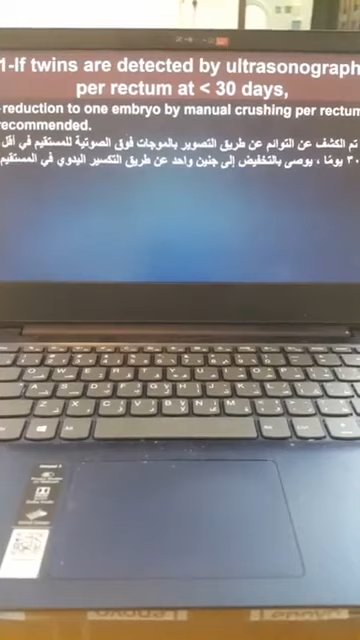 1-If twins are detected by ultrasonograph
per rectum at < 30 days,
-reduction to one embryo by manual crushing per rectum
recommended.
تم الكشف عن التوائم عن طريق التصوير بالموجات فوق الصوتية للمستقيم في أقل
٣٠ يومًا ، يوصى بالتخفيض إلى جنين واحد عن طريق التكسير اليدوي في المستقيم